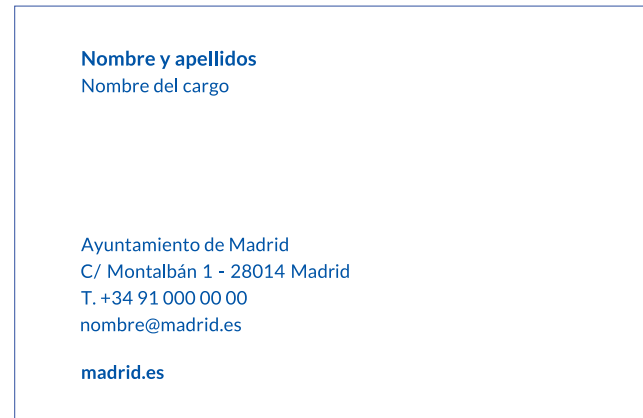 Nombre y apellidos
Nombre del cargo
Ayuntamiento de Madrid
C/ Montalbán 1 - 28014 Madrid
T. +34 91 000 00 00
nombre@madrid.es
madrid.es